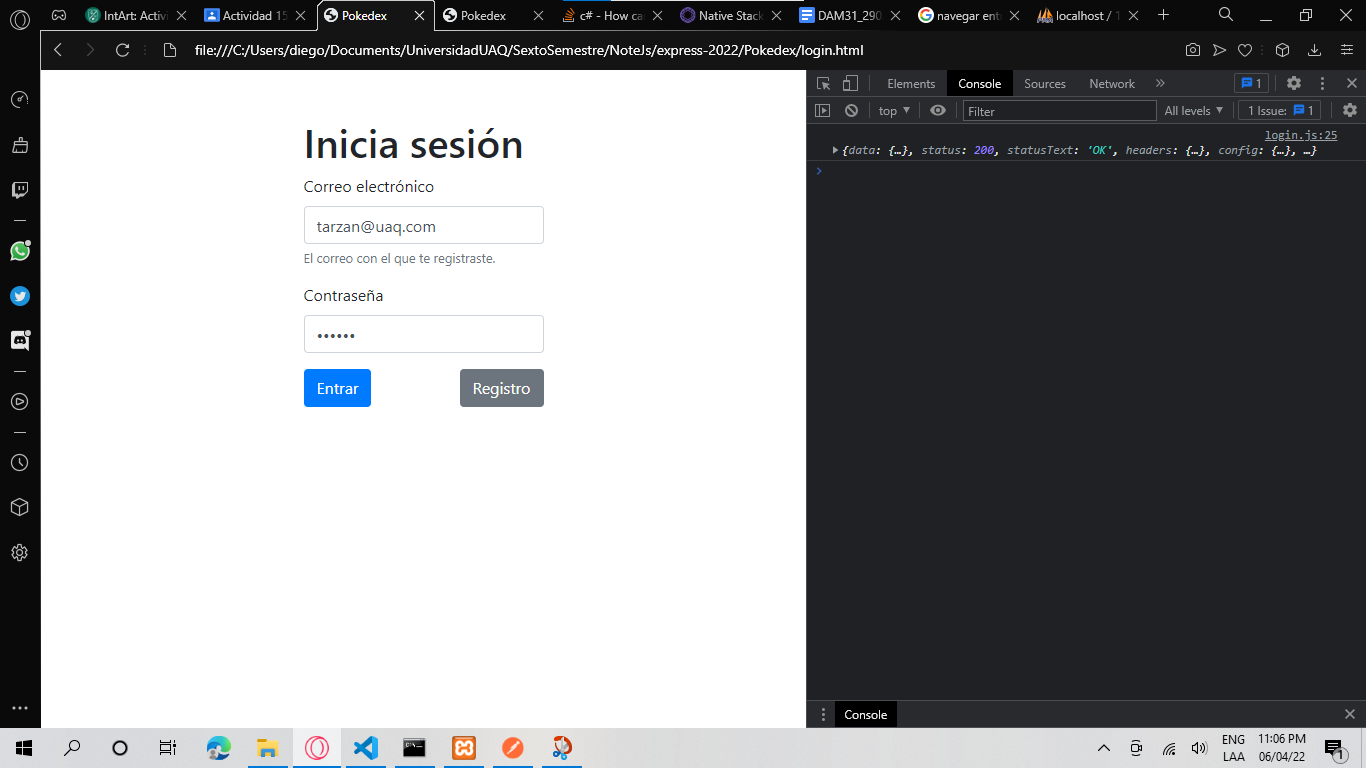 IntArt: Activi
Actividad 15
Pokedex
Pokedex
c# - How ca
Native Stack
DAM31_290
navegar ent
localhost / 1
file:///C:/Users/diego/Documents/UniversidadUAQ/SextoSemestre/NoteJs/express-2022/Pokedex/login.html
Elements Console Sources Network » 1
top ▼ Filter All levels ▼ 1 Issue: 1
login.js:25
{data: {…}, status: 200, statusText: 'OK', headers: {…}, config: {…}, …}
Inicia sesión
Correo electrónico
tarzan@uaq.com
El correo con el que te registraste.
Contraseña
••••••
Entrar Registro
Console
ENG
LAA
11:06 PM
06/04/22
1